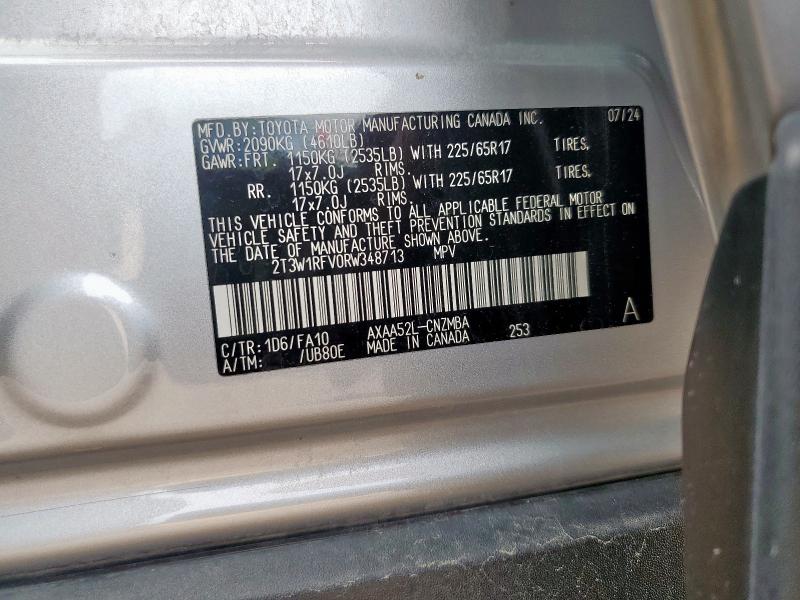 MFD.BY:TOYOTA MOTOR MANUFACTURING CANADA INC. 07/24
GVWR:2090KG (4610LB)
GAWR:FRT. 1150KG (2535LB) WITH 225/65R17 TIRES,
17x7.0J RIMS.
RR. 1150KG (2535LB) WITH 225/65R17 TIRES,
17x7.0J RIMS.
THIS VEHICLE CONFORMS TO ALL APPLICABLE FEDERAL MOTOR
VEHICLE SAFETY AND THEFT PREVENTION STANDARDS IN EFFECT ON
THE DATE OF MANUFACTURE SHOWN ABOVE.
2T3W1RFV0RW348713 MPV
C/TR:1D6/FA10 AXAA52L-CNZMBA 253 A
A/TM: /UB80E MADE IN CANADA